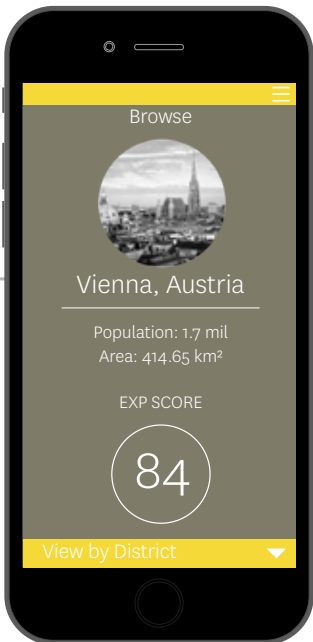 Browse
Vienna, Austria
Population: 1.7 mil
Area: 414.65 km²
EXP SCORE
84
View by District